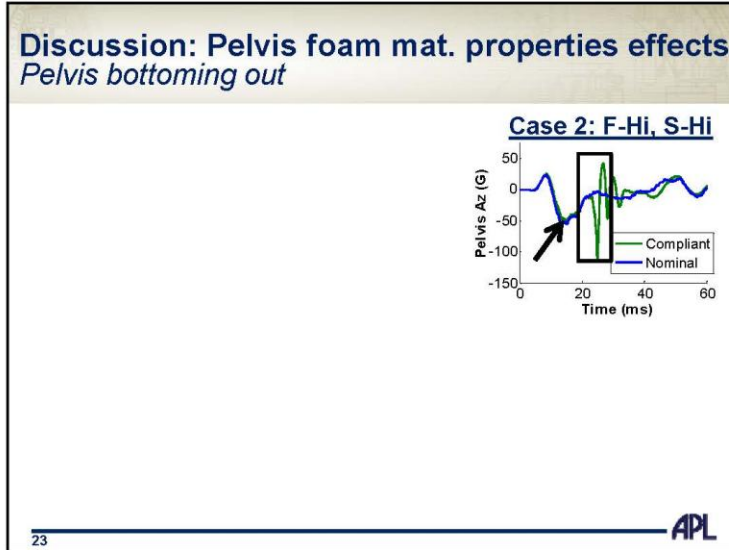 Discussion: Pelvis foam mat. properties effects
Pelvis bottoming out
Case 2: F-Hi, S-Hi
Pelvis Az (G)
50
0
-50
-100
-150
Compliant
Nominal
0
20
40
60
Time (ms)
23
APL